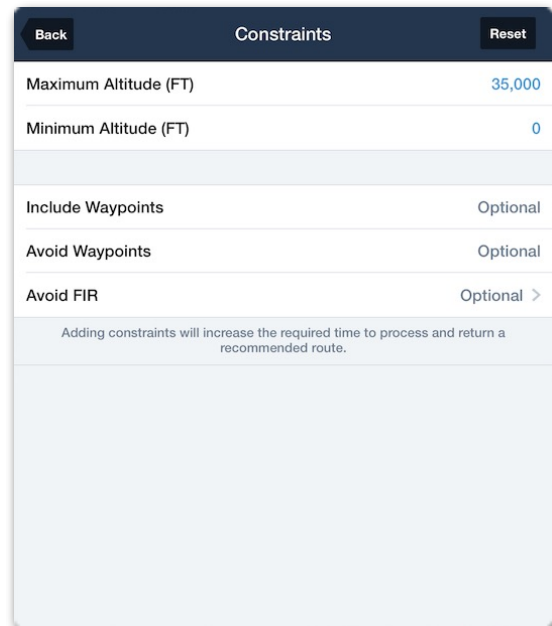 Back Constraints Reset
Maximum Altitude (FT) 35,000
Minimum Altitude (FT) 0
Include Waypoints Optional
Avoid Waypoints Optional
Avoid FIR Optional >
Adding constraints will increase the required time to process and return a
recommended route.